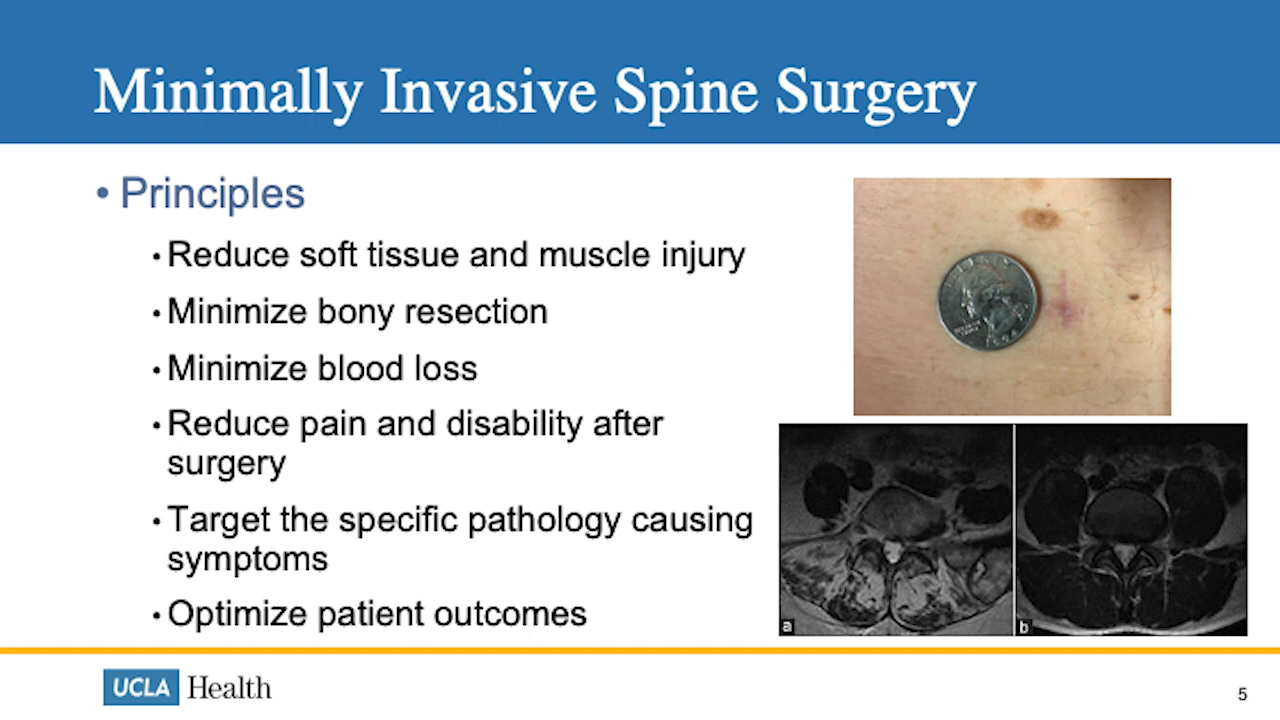 Minimally Invasive Spine Surgery
• Principles
• Reduce soft tissue and muscle injury
• Minimize bony resection
• Minimize blood loss
• Reduce pain and disability after
surgery
• Target the specific pathology causing
symptoms
• Optimize patient outcomes
a
b
UCLA Health
5